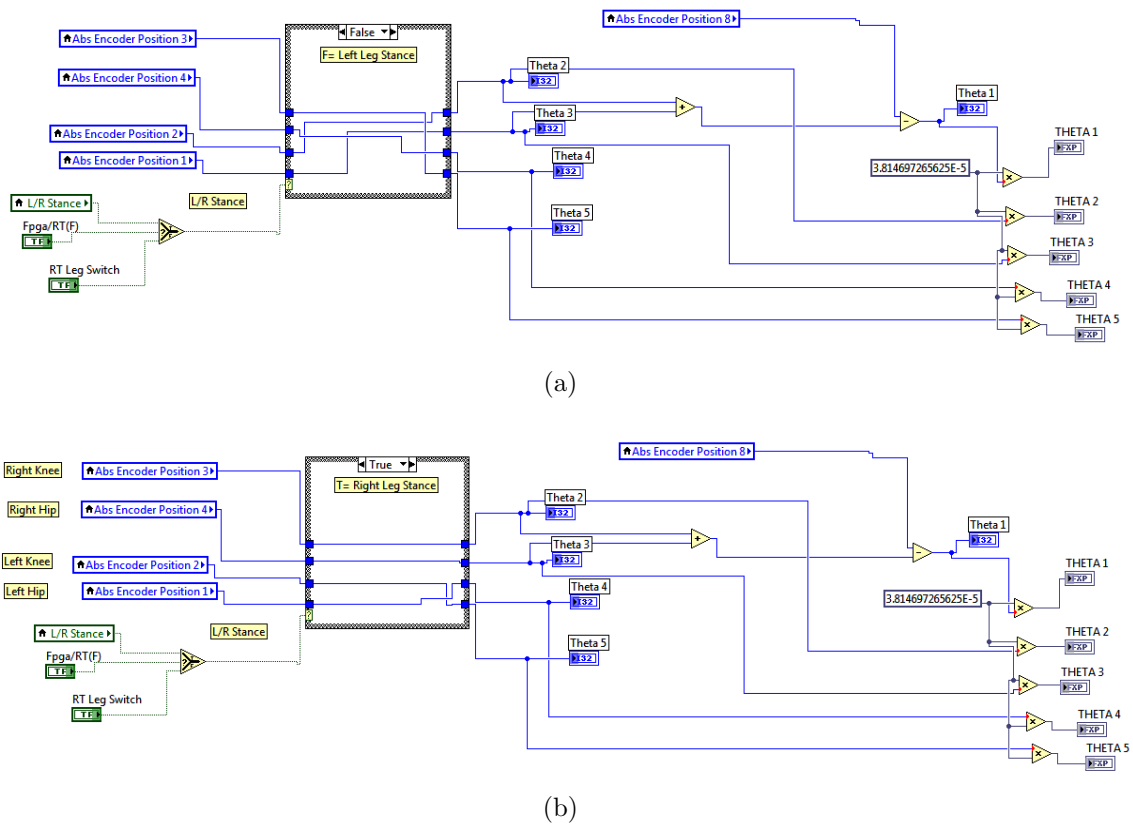 Abs Encoder Position 8
False
Abs Encoder Position 3
F= Left Leg Stance
Theta 2
I32
Abs Encoder Position 4
Theta 1
I32
+
Theta 3
I32
-
Abs Encoder Position 2
THETA 1
FXP
Abs Encoder Position 1
Theta 4
I32
3.814697265625E-5
×
?
L/R Stance
L/R Stance
THETA 2
FXP
×
Theta 5
I32
Fpga/RT(F)
TF
? T F
THETA 3
FXP
×
RT Leg Switch
TF
THETA 4
FXP
×
THETA 5
FXP
×
(a)
Abs Encoder Position 8
True
Right Knee
Abs Encoder Position 3
T= Right Leg Stance
Theta 2
I32
Right Hip
Abs Encoder Position 4
Theta 1
I32
+
Theta 3
I32
-
Left Knee
Abs Encoder Position 2
THETA 1
FXP
Left Hip
Abs Encoder Position 1
Theta 4
I32
3.814697265625E-5
×
?
L/R Stance
L/R Stance
THETA 2
FXP
×
Theta 5
I32
Fpga/RT(F)
TF
? T F
THETA 3
FXP
×
RT Leg Switch
TF
THETA 4
FXP
×
THETA 5
FXP
×
(b)